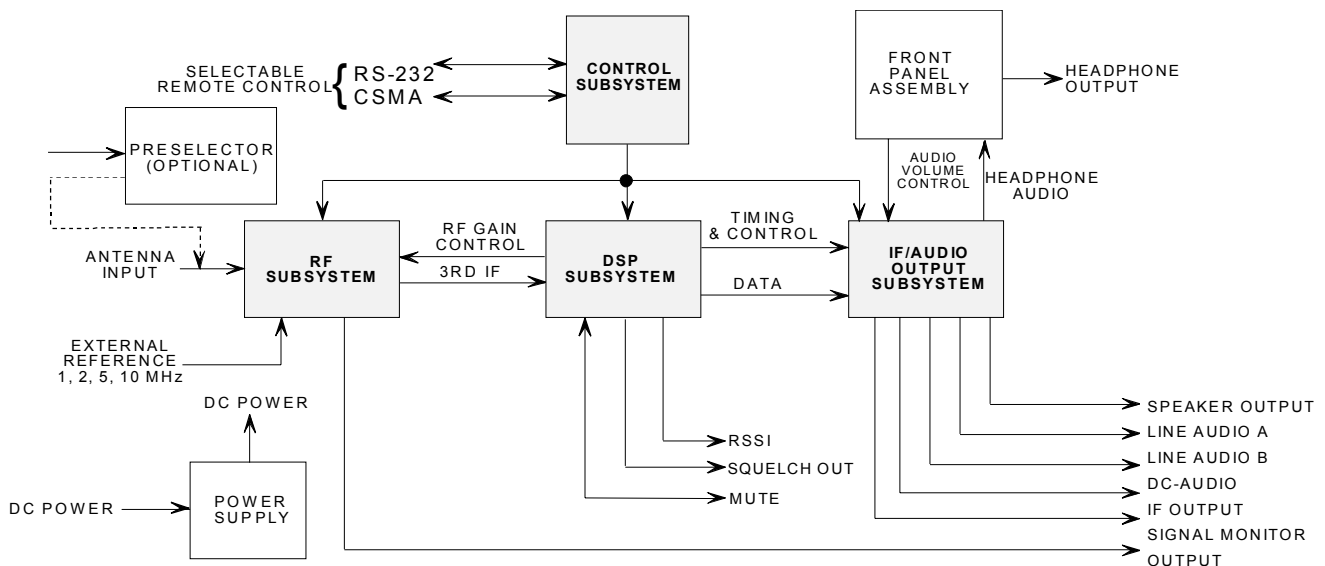 SELECTABLE
REMOTE CONTROL
{ RS-232
CSMA
CONTROL
SUBSYSTEM
FRONT
PANEL
ASSEMBLY
HEADPHONE
OUTPUT
PRESELECTOR
(OPTIONAL)
AUDIO
VOLUME
CONTROL
HEADPHONE
AUDIO
ANTENNA
INPUT
RF
SUBSYSTEM
RF GAIN
CONTROL
3RD IF
DSP
SUBSYSTEM
TIMING
& CONTROL
DATA
IF/AUDIO
OUTPUT
SUBSYSTEM
EXTERNAL
REFERENCE
1, 2, 5, 10 MHz
DC POWER
DC POWER
POWER
SUPPLY
RSSI
SQUELCH OUT
MUTE
SPEAKER OUTPUT
LINE AUDIO A
LINE AUDIO B
DC-AUDIO
IF OUTPUT
SIGNAL MONITOR
OUTPUT